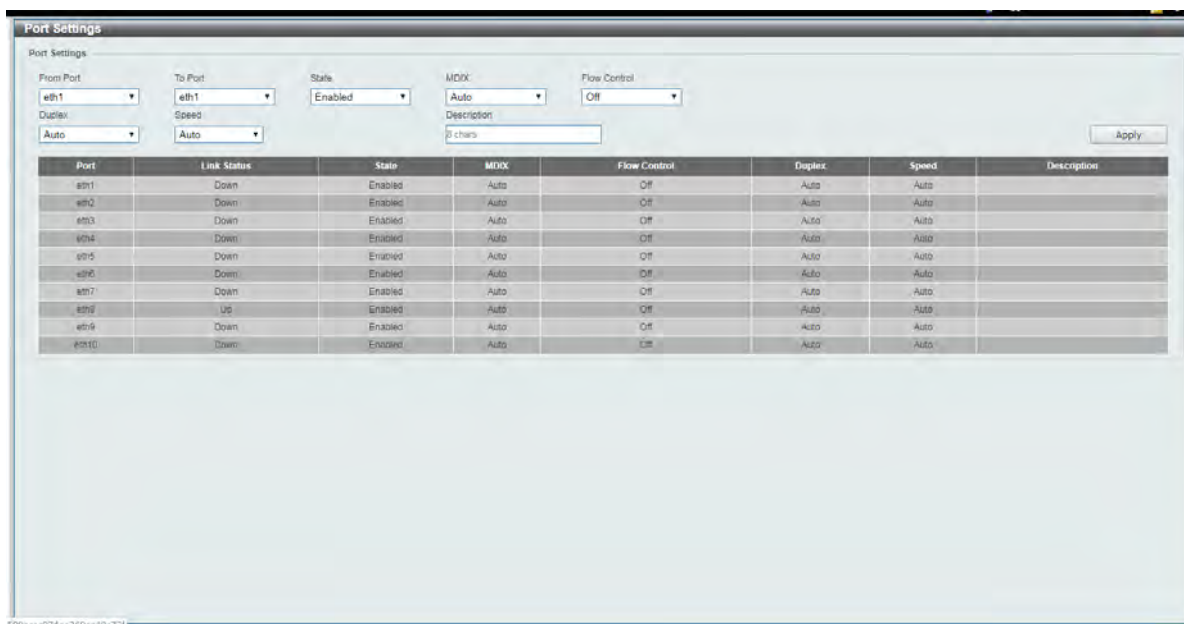 Port Settings
Port Settings
From Port To Port State MDIX Flow Control
eth1 eth1 Enabled Auto Off
Duplex Speed Description
Auto Auto 8 chars Apply
Port Link Status State MDIX Flow Control Duplex Speed Description
eth1 Down Enabled Auto Off Auto Auto
eth2 Down Enabled Auto Off Auto Auto
eth3 Down Enabled Auto Off Auto Auto
eth4 Down Enabled Auto Off Auto Auto
eth5 Down Enabled Auto Off Auto Auto
eth6 Down Enabled Auto Off Auto Auto
eth7 Down Enabled Auto Off Auto Auto
eth8 Up Enabled Auto Off Auto Auto
eth9 Down Enabled Auto Off Auto Auto
eth10 Down Enabled Auto Off Auto Auto